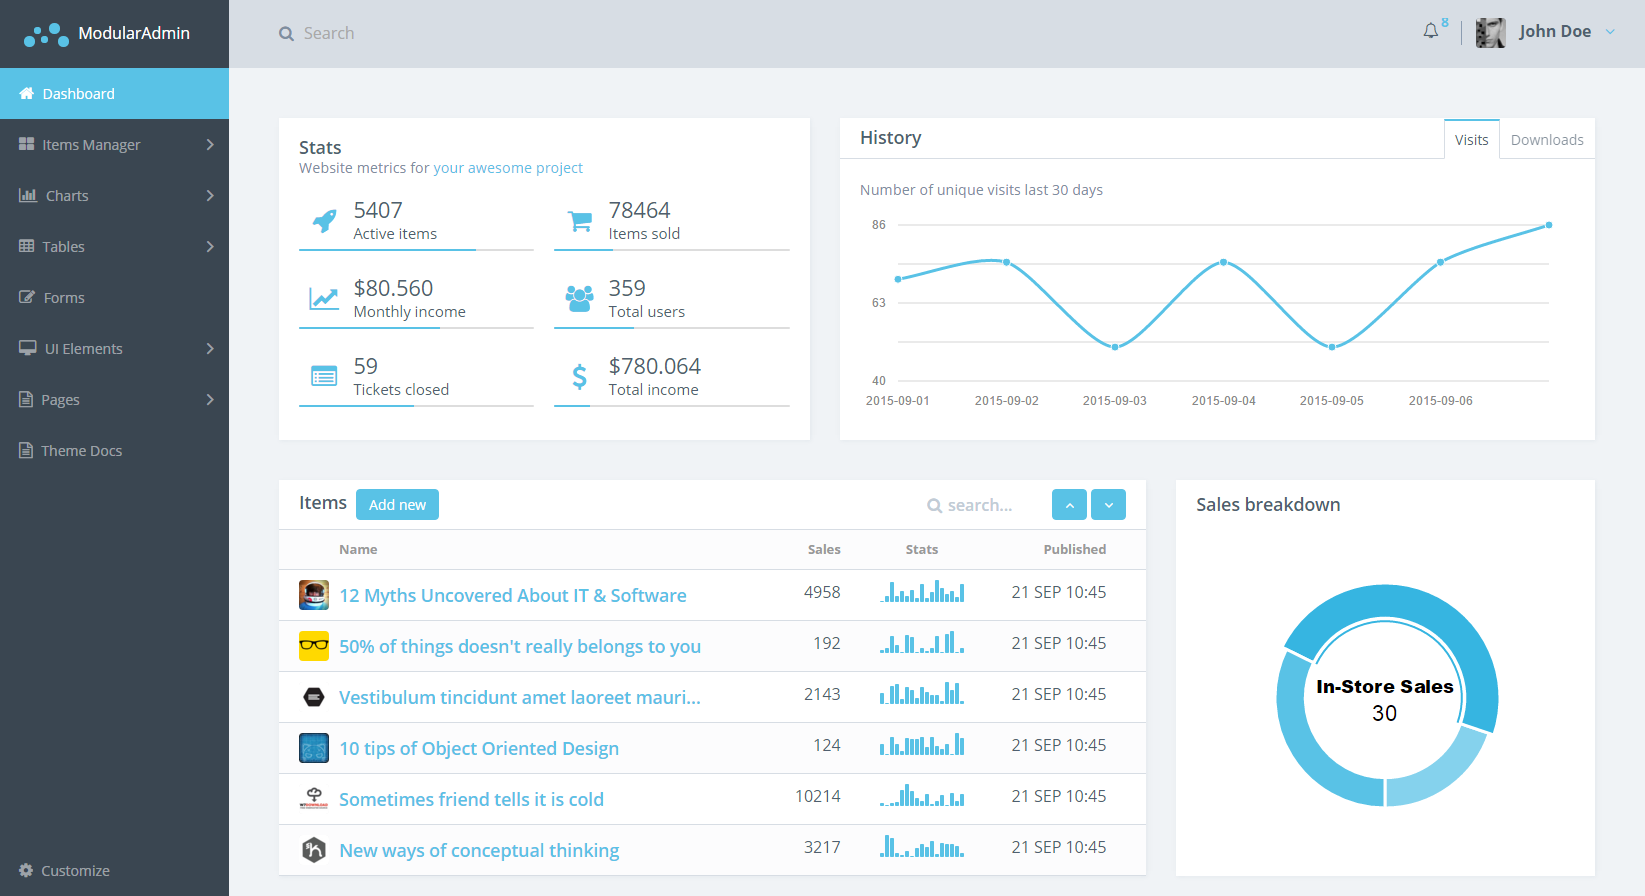 ModularAdmin
Search
8
John Doe
Dashboard
Items Manager
Charts
Tables
Forms
UI Elements
Pages
Theme Docs
Customize
Stats
Website metrics for your awesome project
5407
Active items
78464
Items sold
$80.560
Monthly income
359
Total users
59
Tickets closed
$780.064
Total income
History
Visits
Downloads
Number of unique visits last 30 days
86
63
40
2015-09-01 2015-09-02 2015-09-03 2015-09-04 2015-09-05 2015-09-06
Items
Add new
search...
Name Sales Stats Published
12 Myths Uncovered About IT & Software 4958 21 SEP 10:45
50% of things doesn't really belongs to you 192 21 SEP 10:45
Vestibulum tincidunt amet laoreet mauri... 2143 21 SEP 10:45
10 tips of Object Oriented Design 124 21 SEP 10:45
Sometimes friend tells it is cold 10214 21 SEP 10:45
New ways of conceptual thinking 3217 21 SEP 10:45
Sales breakdown
In-Store Sales
30